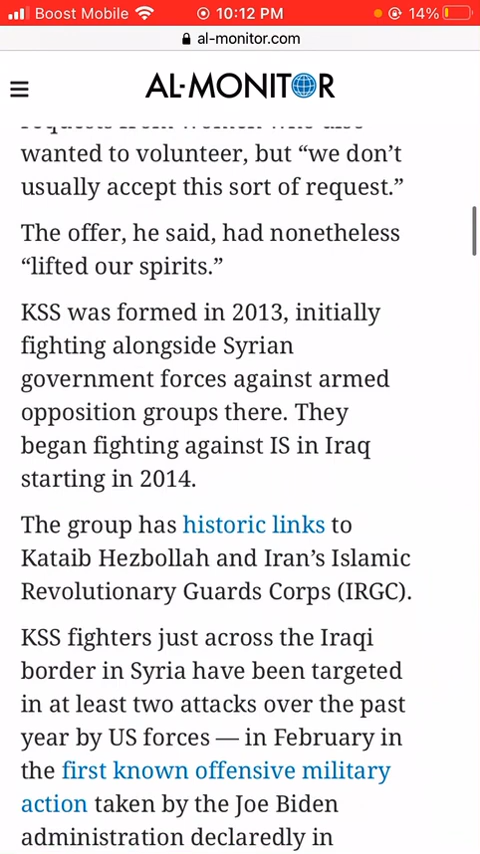 Boost Mobile 10:12 PM 14%
al-monitor.com
AL-MONITOR
requests from women who also
wanted to volunteer, but “we don’t
usually accept this sort of request.”
The offer, he said, had nonetheless
“lifted our spirits.”
KSS was formed in 2013, initially
fighting alongside Syrian
government forces against armed
opposition groups there. They
began fighting against IS in Iraq
starting in 2014.
The group has historic links to
Kataib Hezbollah and Iran’s Islamic
Revolutionary Guards Corps (IRGC).
KSS fighters just across the Iraqi
border in Syria have been targeted
in at least two attacks over the past
year by US forces — in February in
the first known offensive military
action taken by the Joe Biden
administration declaredly in